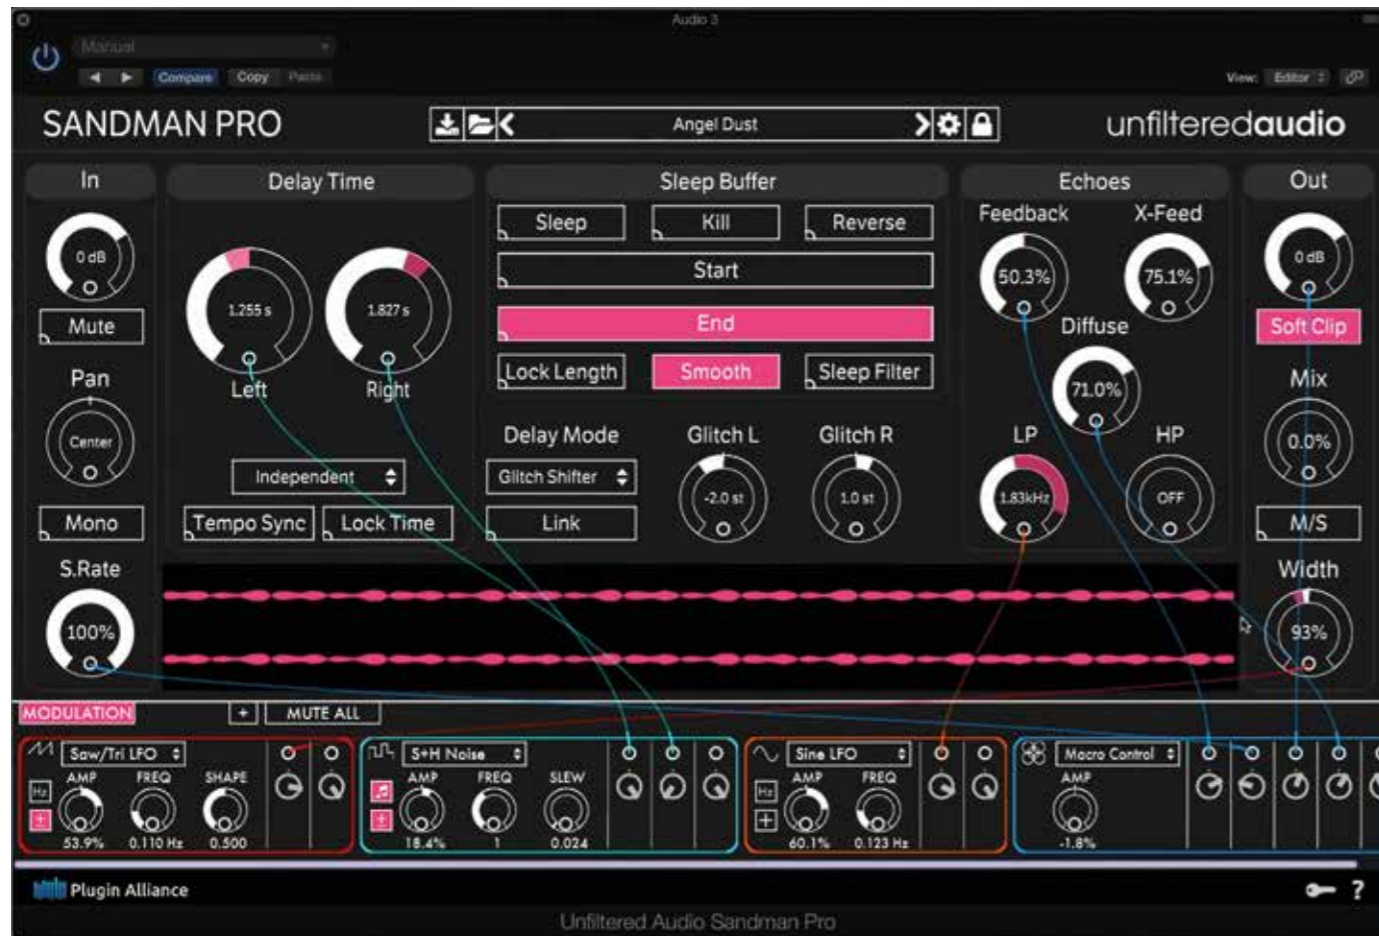 Audio 3
Manual
Compare Copy Paste
View: Editor
SANDMAN PRO
Angel Dust
unfilteredaudio
In
Delay Time
Sleep Buffer
Echoes
Out
0 dB
Mute
Pan
Center
Mono
S.Rate
100%
1.255 s
1.827 s
Left
Right
Independent
Tempo Sync
Lock Time
Sleep
Kill
Reverse
Start
End
Lock Length
Smooth
Sleep Filter
Delay Mode
Glitch L
Glitch R
Glitch Shifter
-2.0 st
1.0 st
Link
Feedback
X-Feed
50.3%
75.1%
Diffuse
71.0%
LP
HP
1.83kHz
OFF
0 dB
Soft Clip
Mix
0.0%
M/S
Width
93%
MODULATION
+
MUTE ALL
Saw/Tri LFO
AMP FREQ SHAPE
Hz
±
53.9% 0.110 Hz 0.500
S+H Noise
AMP FREQ SLEW
±
18.4% 1 0.024
Sine LFO
AMP FREQ
Hz
+
60.1% 0.123 Hz
Macro Control
AMP
-1.8%
Plugin Alliance
?
Unfiltered Audio Sandman Pro